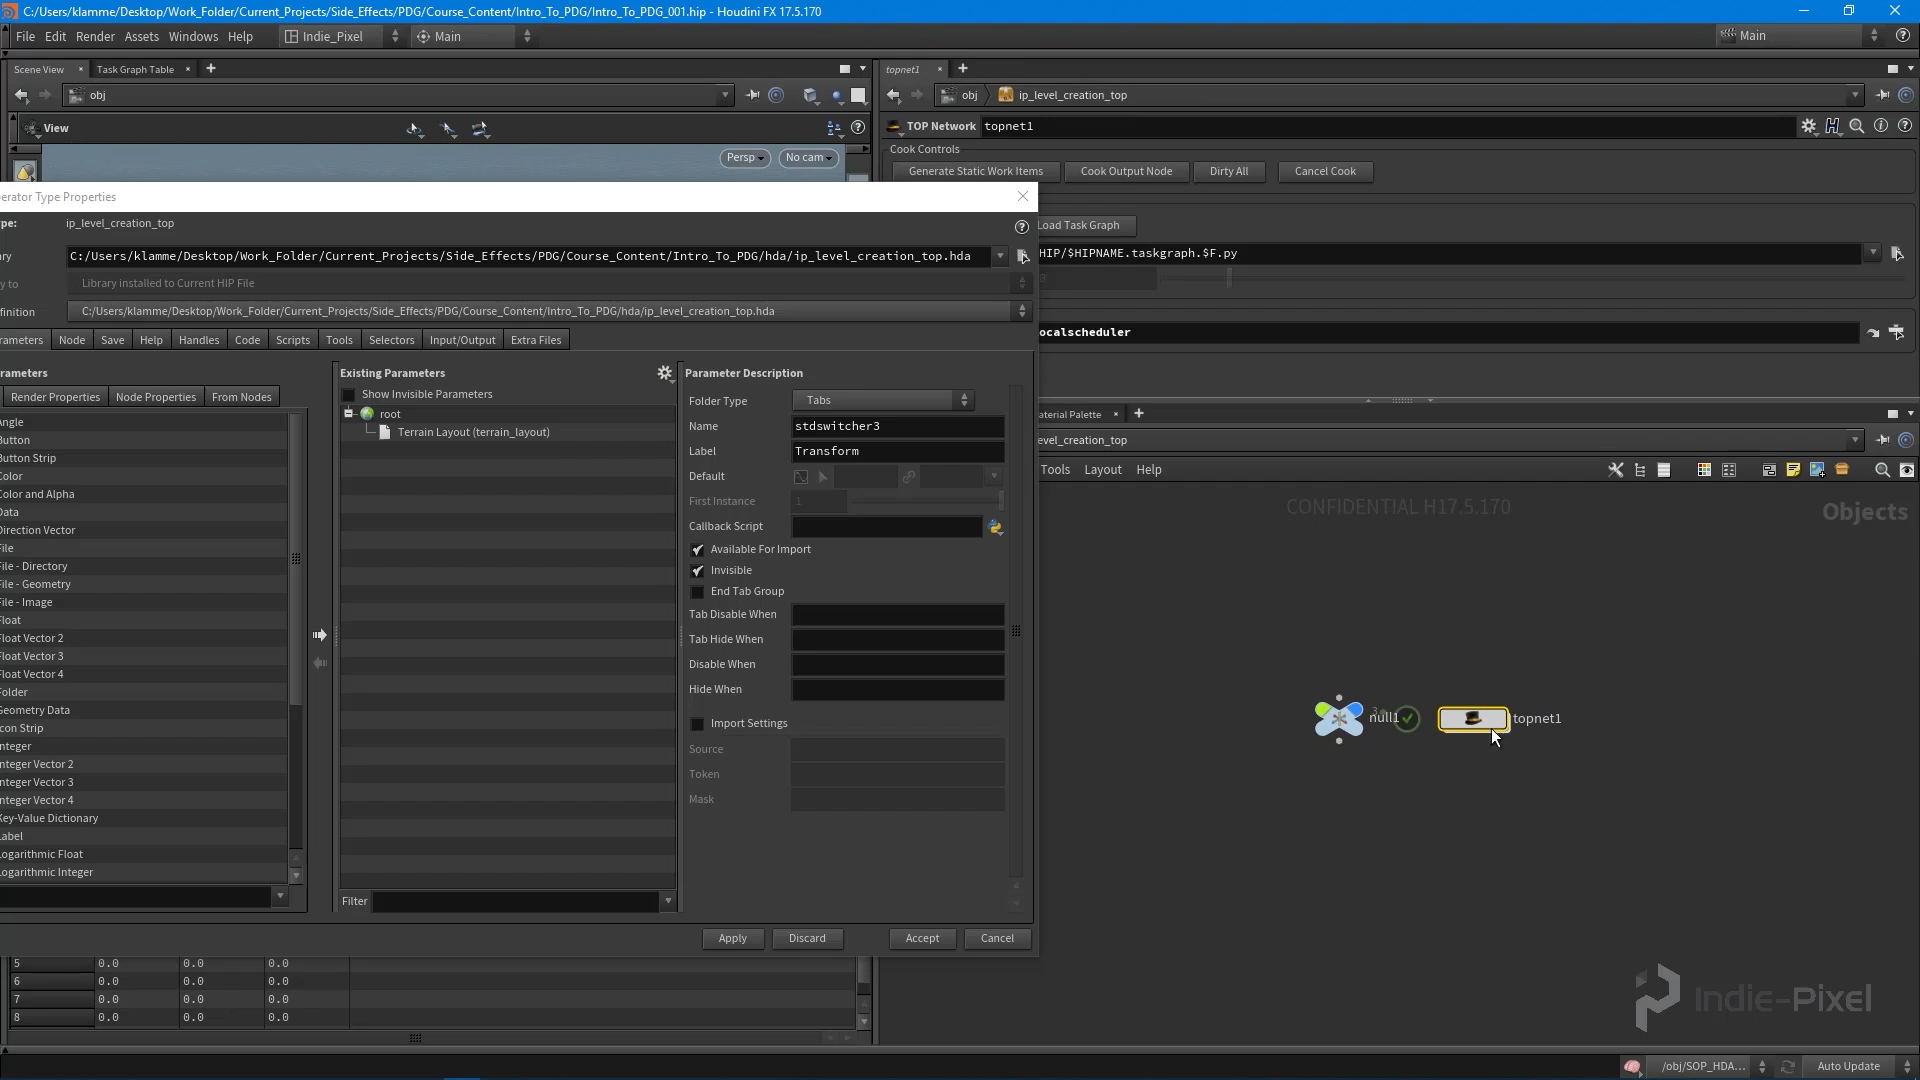 C:/Users/klamme/Desktop/Work_Folder/Current_Projects/Side_Effects/PDG/Course_Content/Intro_To_PDG/Intro_To_PDG_001.hip - Houdini FX 17.5.170
File Edit Render Assets Windows Help Indie_Pixel Main Main
Scene View Task Graph Table topnet1
obj obj ip_level_creation_top
View TOP Network topnet1
Cook Controls
Persp No cam
Generate Static Work Items Cook Output Node Dirty All Cancel Cook
erator Type Properties
pe: ip_level_creation_top
Load Task Graph
ry C:/Users/klamme/Desktop/Work_Folder/Current_Projects/Side_Effects/PDG/Course_Content/Intro_To_PDG/hda/ip_level_creation_top.hda
HIP/$HIPNAME.taskgraph.$F.py
y to Library installed to Current HIP File
finition C:/Users/klamme/Desktop/Work_Folder/Current_Projects/Side_Effects/PDG/Course_Content/Intro_To_PDG/hda/ip_level_creation_top.hda
ocalscheduler
rameters Node Save Help Handles Code Scripts Tools Selectors Input/Output Extra Files
rameters Existing Parameters Parameter Description
Render Properties Node Properties From Nodes
Show Invisible Parameters
root
Terrain Layout (terrain_layout)
Folder Type Tabs
Name stdswitcher3
Label Transform
Default
First Instance 1
Callback Script
Available For Import
Invisible
End Tab Group
Tab Disable When
Tab Hide When
Disable When
Hide When
Import Settings
Source
Token
Mask
Angle
Button
Button Strip
Color
Color and Alpha
Data
Direction Vector
File
File - Directory
File - Geometry
File - Image
Float
Float Vector 2
Float Vector 3
Float Vector 4
Folder
Geometry Data
Icon Strip
nteger
nteger Vector 2
nteger Vector 3
nteger Vector 4
Key-Value Dictionary
Label
Logarithmic Float
Logarithmic Integer
Filter
Apply Discard Accept Cancel
aterial Palette
evel_creation_top
Tools Layout Help
CONFIDENTIAL H17.5.170
Objects
null1 3 topnet1
5 0.0 0.0 0.0
6 0.0 0.0 0.0
7 0.0 0.0 0.0
8 0.0 0.0 0.0
Indie-Pixel
/obj/SOP_HDA... Auto Update